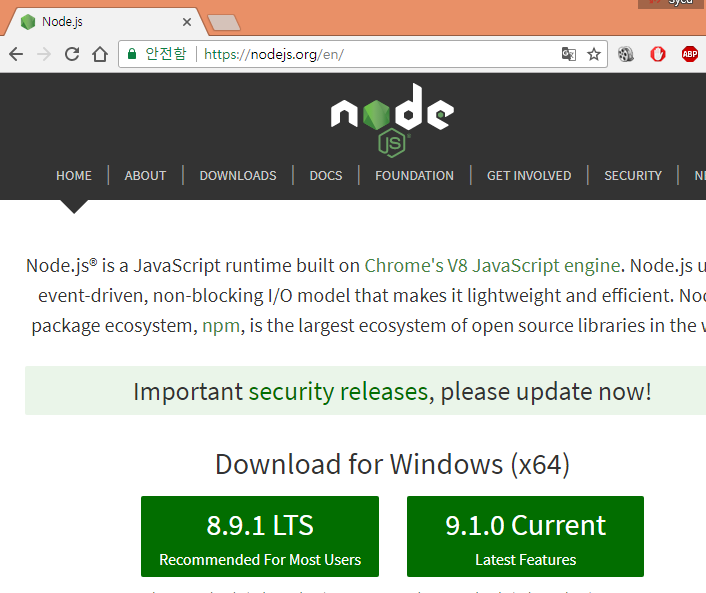 syed
Node.js
안전함 https://nodejs.org/en/
ABP
node
JS
HOME ABOUT DOWNLOADS DOCS FOUNDATION GET INVOLVED SECURITY
Node.js® is a JavaScript runtime built on Chrome's V8 JavaScript engine. Node.js u
event-driven, non-blocking I/O model that makes it lightweight and efficient.
package ecosystem, npm, is the largest ecosystem of open source libraries in the
Important security releases, please update now!
Download for Windows (x64)
8.9.1 LTS 9.1.0 Current
Recommended For Most Users Latest Features